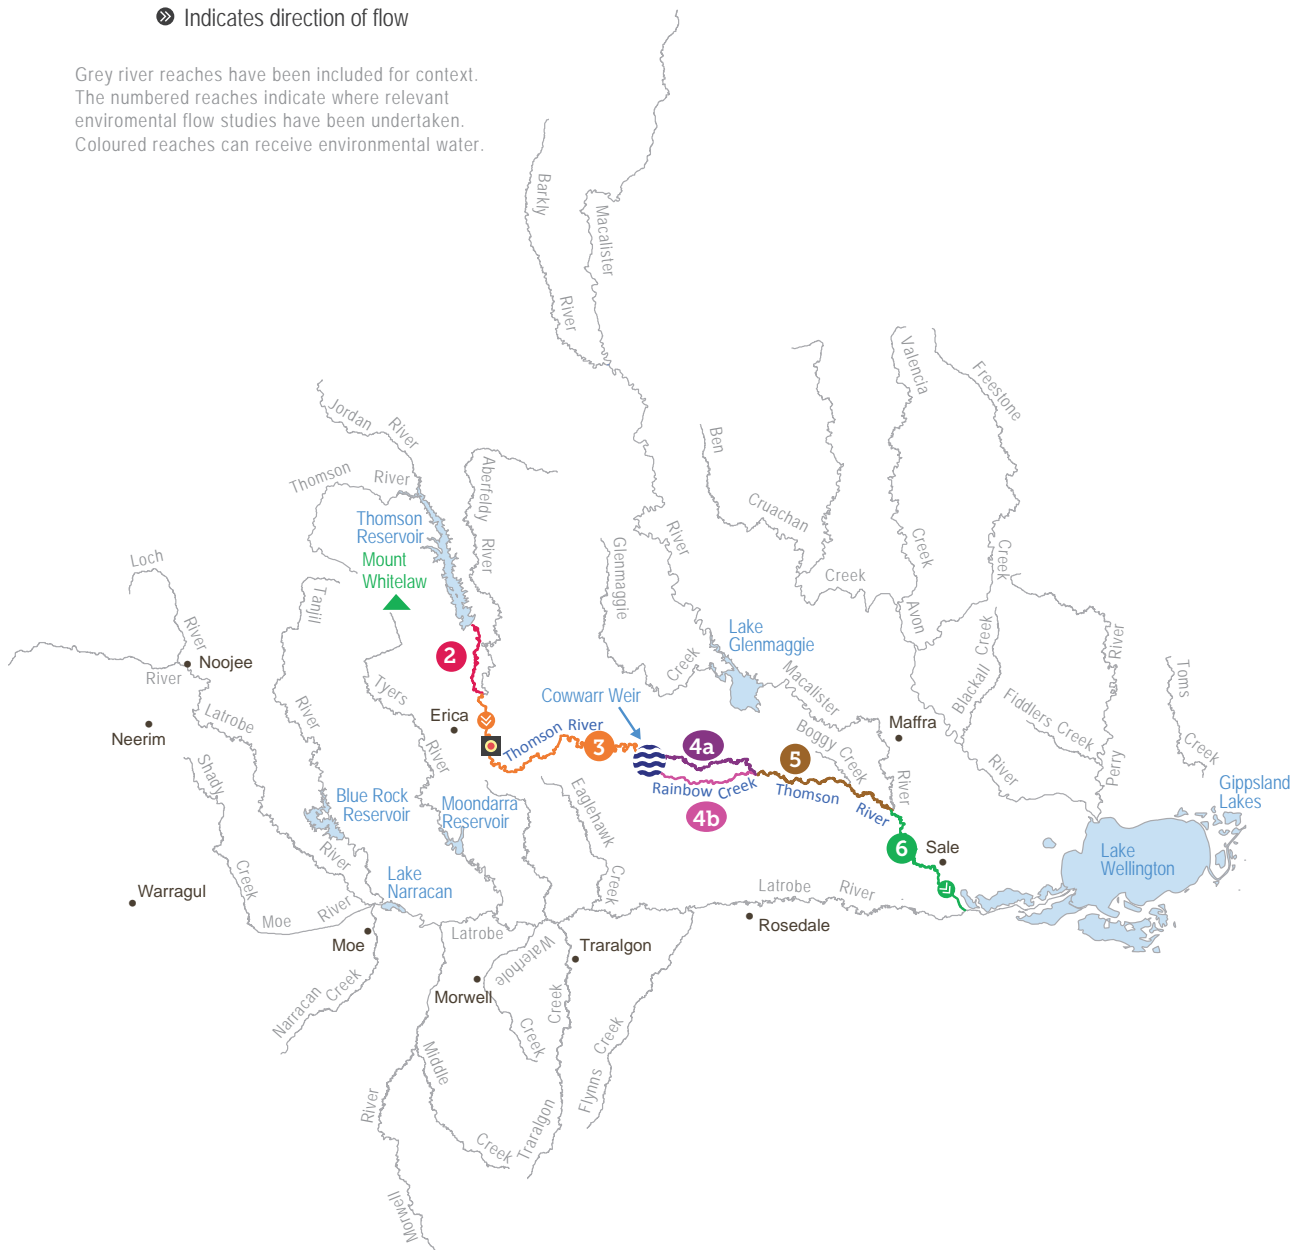 Indicates direction of flow
Grey river reaches have been included for context.
The numbered reaches indicate where relevant
enviromental flow studies have been undertaken.
Coloured reaches can receive environmental water.
Barkly
River
Macalister
River
Jordan
River
Thomson
River
Thomson
Reservoir
Mount
Whitelaw
Aberfeldy
River
Loch
River
Noojee
River
Latrobe
Neerim
Shady
Creek
Tanjil
River
Tyers
River
2
Erica
Thomson River
3
Cowwarr Weir
4a
Rainbow Creek
4b
5
Thomson
River
6
Glenmaggie
Creek
Lake
Glenmaggie
Macalister
River
Boggy Creek
Maffra
Ben
Cruachan
Creek
Valencia
Creek
Freestone
Creek
Avon
River
Blackall Creek
Fiddlers Creek
Perry
River
Toms
Creek
Gippsland
Lakes
Lake
Wellington
Sale
Latrobe
River
Rosedale
Blue Rock
Reservoir
River
Moondarra
Reservoir
Eaglehawk
Creek
Lake
Narracan
Warragul
Moe
River
Moe
Narracan
Creek
Latrobe
Morwell
Waterhole
Creek
Traralgon
Traralgon
Creek
Flynns
Creek
Middle
Creek
Morwell
River